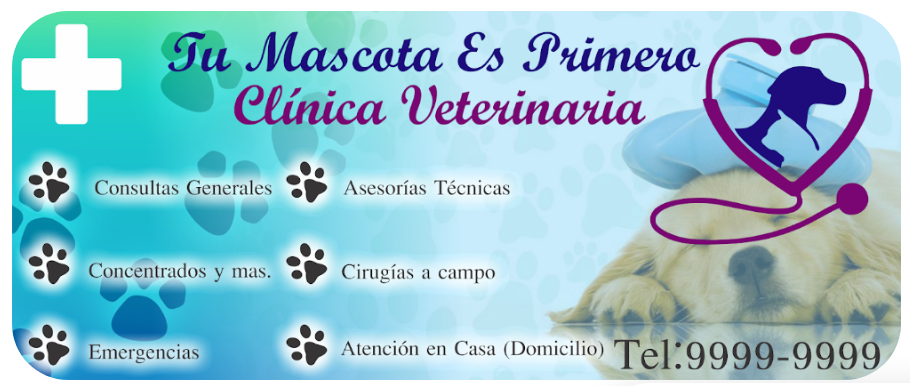 Tu Mascota Es Primero
Clínica Veterinaria
Consultas Generales
Asesorías Técnicas
Concentrados y mas.
Cirugías a campo
Emergencias
Atención en Casa (Domicilio)
Tel:9999-9999